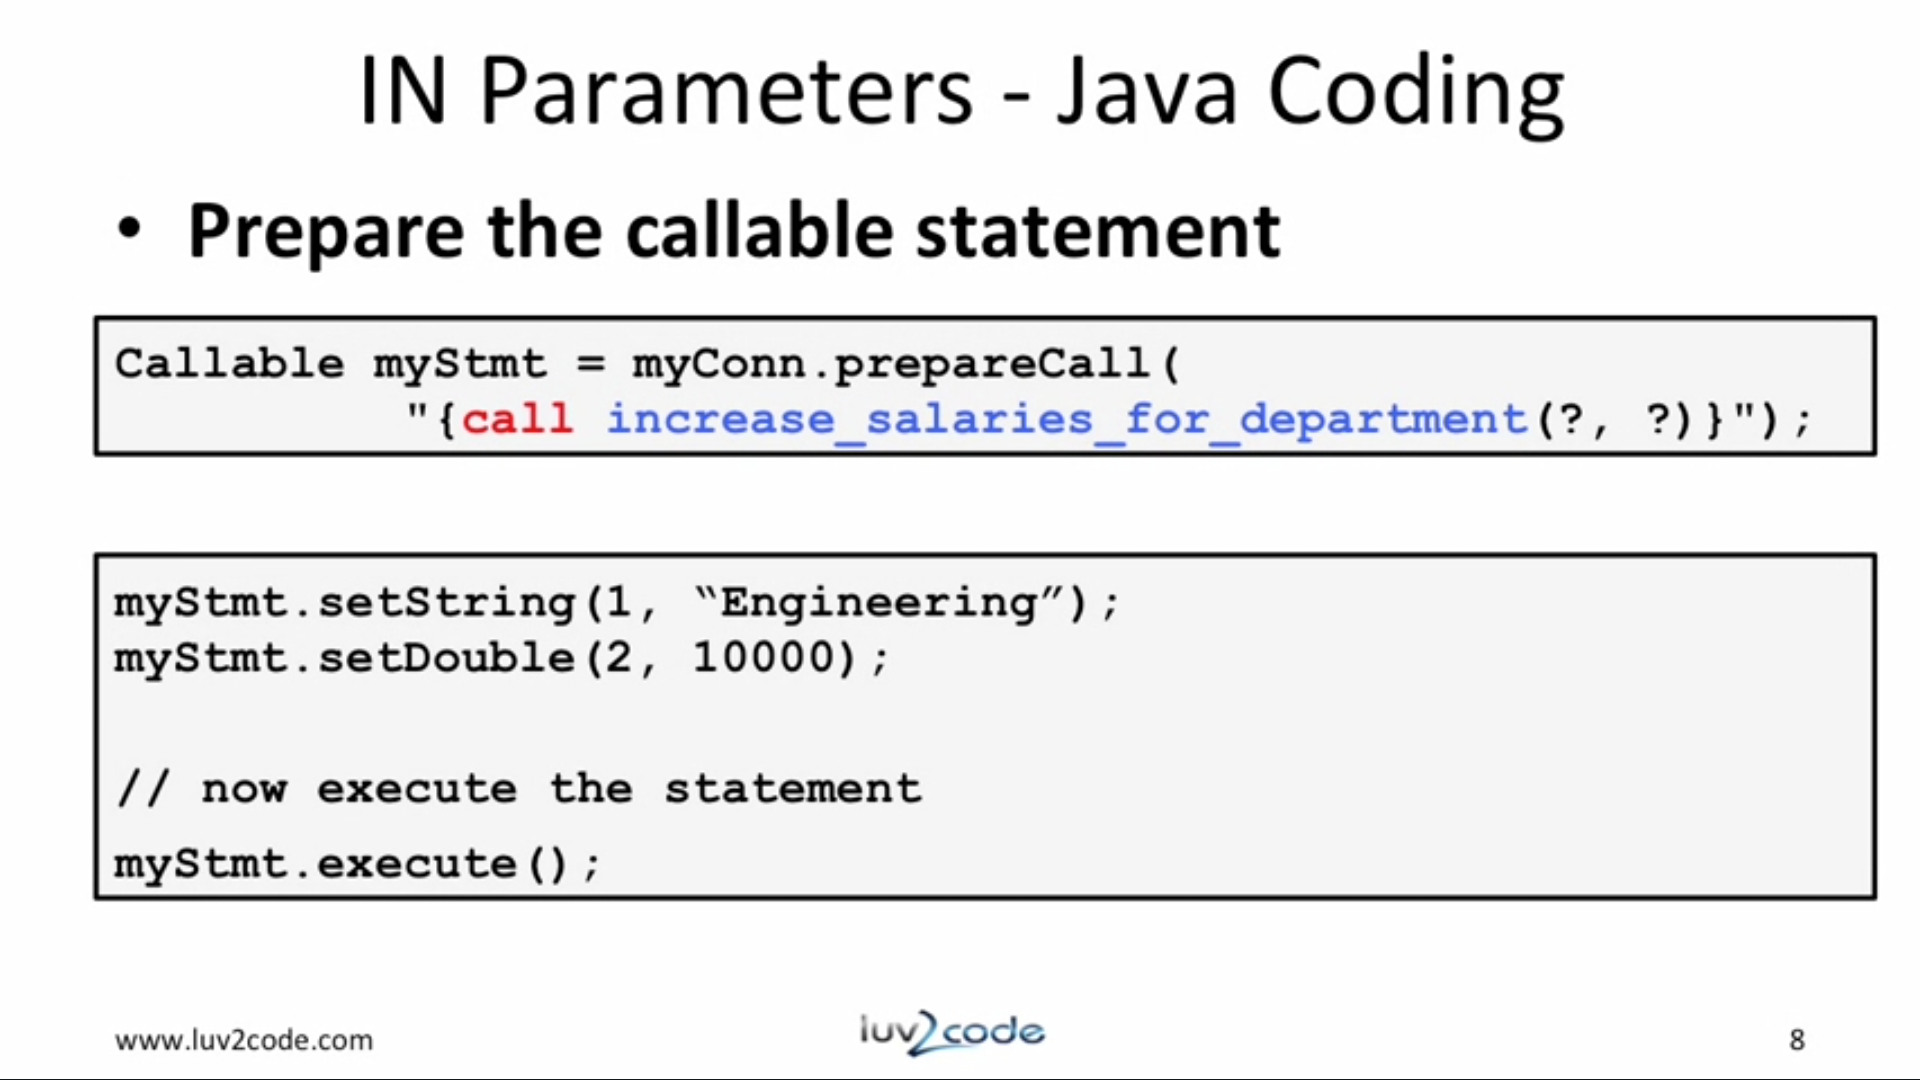 IN Parameters - Java Coding
• Prepare the callable statement
Callable myStmt = myConn.prepareCall(
"{call increase_salaries_for_department(?, ?)}");
myStmt.setString(1, “Engineering”);
myStmt.setDouble(2, 10000);
// now execute the statement
myStmt.execute();
www.luv2code.com
luv2code
8